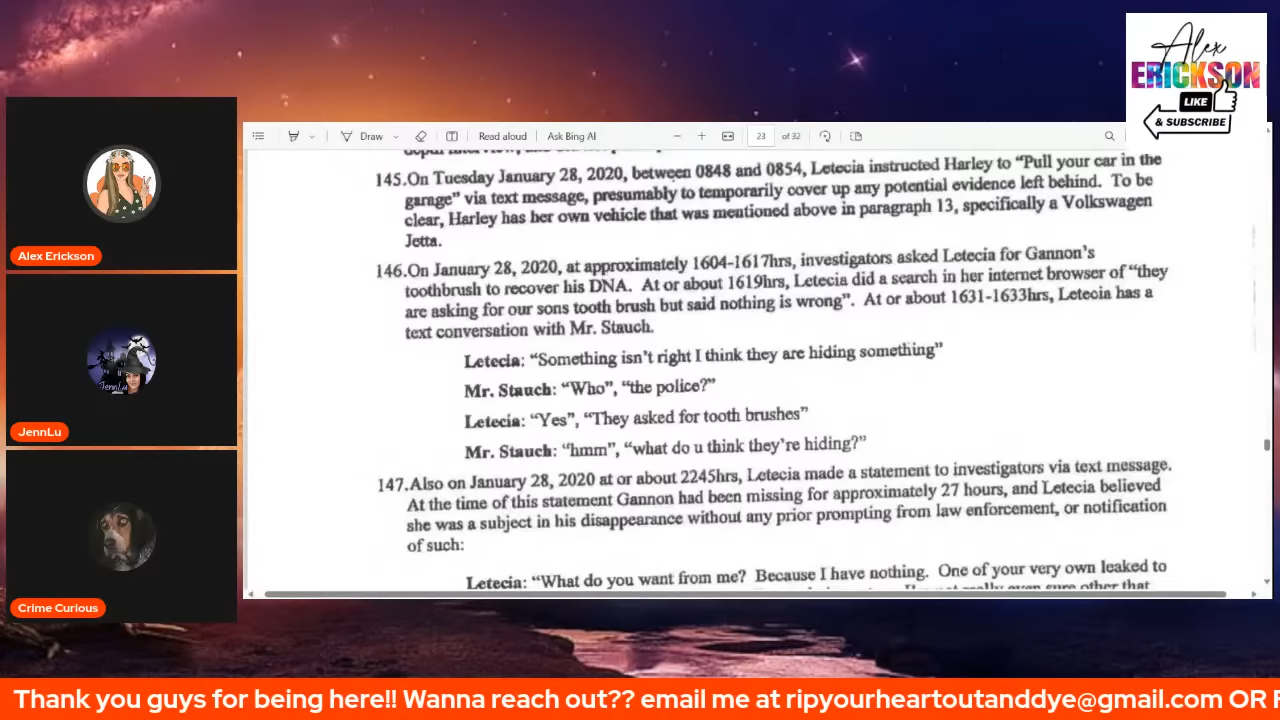 Alex
ERICKSON
LIKE
& SUBSCRIBE
Draw
Read aloud
Ask Bing AI
23
of 32
145.On Tuesday January 28, 2020, between 0848 and 0854, Letecia instructed Harley to “Pull your car in the
garage” via text message, presumably to temporarily cover up any potential evidence left behind. To be
clear, Harley has her own vehicle that was mentioned above in paragraph 13, specifically a Volkswagen
Jetta.
146.On January 28, 2020, at approximately 1604-1617hrs, investigators asked Letecia for Gannon’s
toothbrush to recover his DNA. At or about 1619hrs, Letecia did a search in her internet browser of “they
are asking for our sons tooth brush but said nothing is wrong”. At or about 1631-1633hrs, Letecia has a
text conversation with Mr. Stauch.
Letecia: “Something isn’t right I think they are hiding something”
Mr. Stauch: “Who”, “the police?”
Letecia: “Yes”, “They asked for tooth brushes”
Mr. Stauch: “hmm”, “what do u think they’re hiding?”
147.Also on January 28, 2020 at or about 2245hrs, Letecia made a statement to investigators via text message.
At the time of this statement Gannon had been missing for approximately 27 hours, and Letecia believed
she was a subject in his disappearance without any prior prompting from law enforcement, or notification
of such:
Letecia: “What do you want from me? Because I have nothing. One of your very own leaked to
Alex Erickson
JennLu
JennLu
Crime Curious
Thank you guys for being here!! Wanna reach out?? email me at ripyourheartoutanddye@gmail.com OR